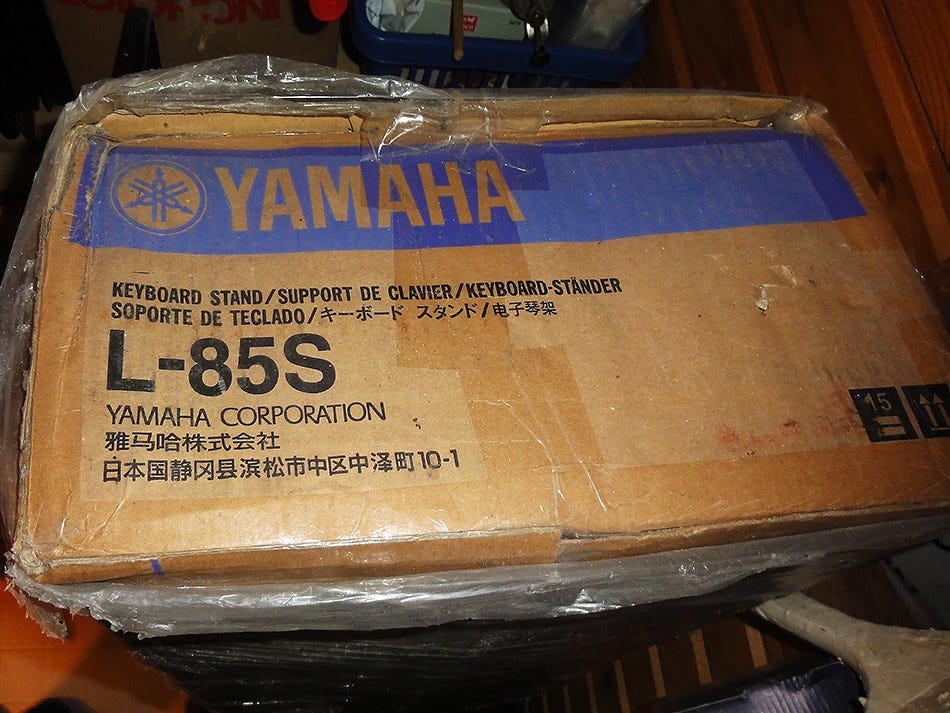 YAMAHA
KEYBOARD STAND/SUPPORT DE CLAVIER/KEYBOARD-STÄNDER
SOPORTE DE TECLADO/キーボード スタンド/电子琴架
L-85S
YAMAHA CORPORATION
雅马哈株式会社
日本国静冈县滨松市中区中泽町10-1
15